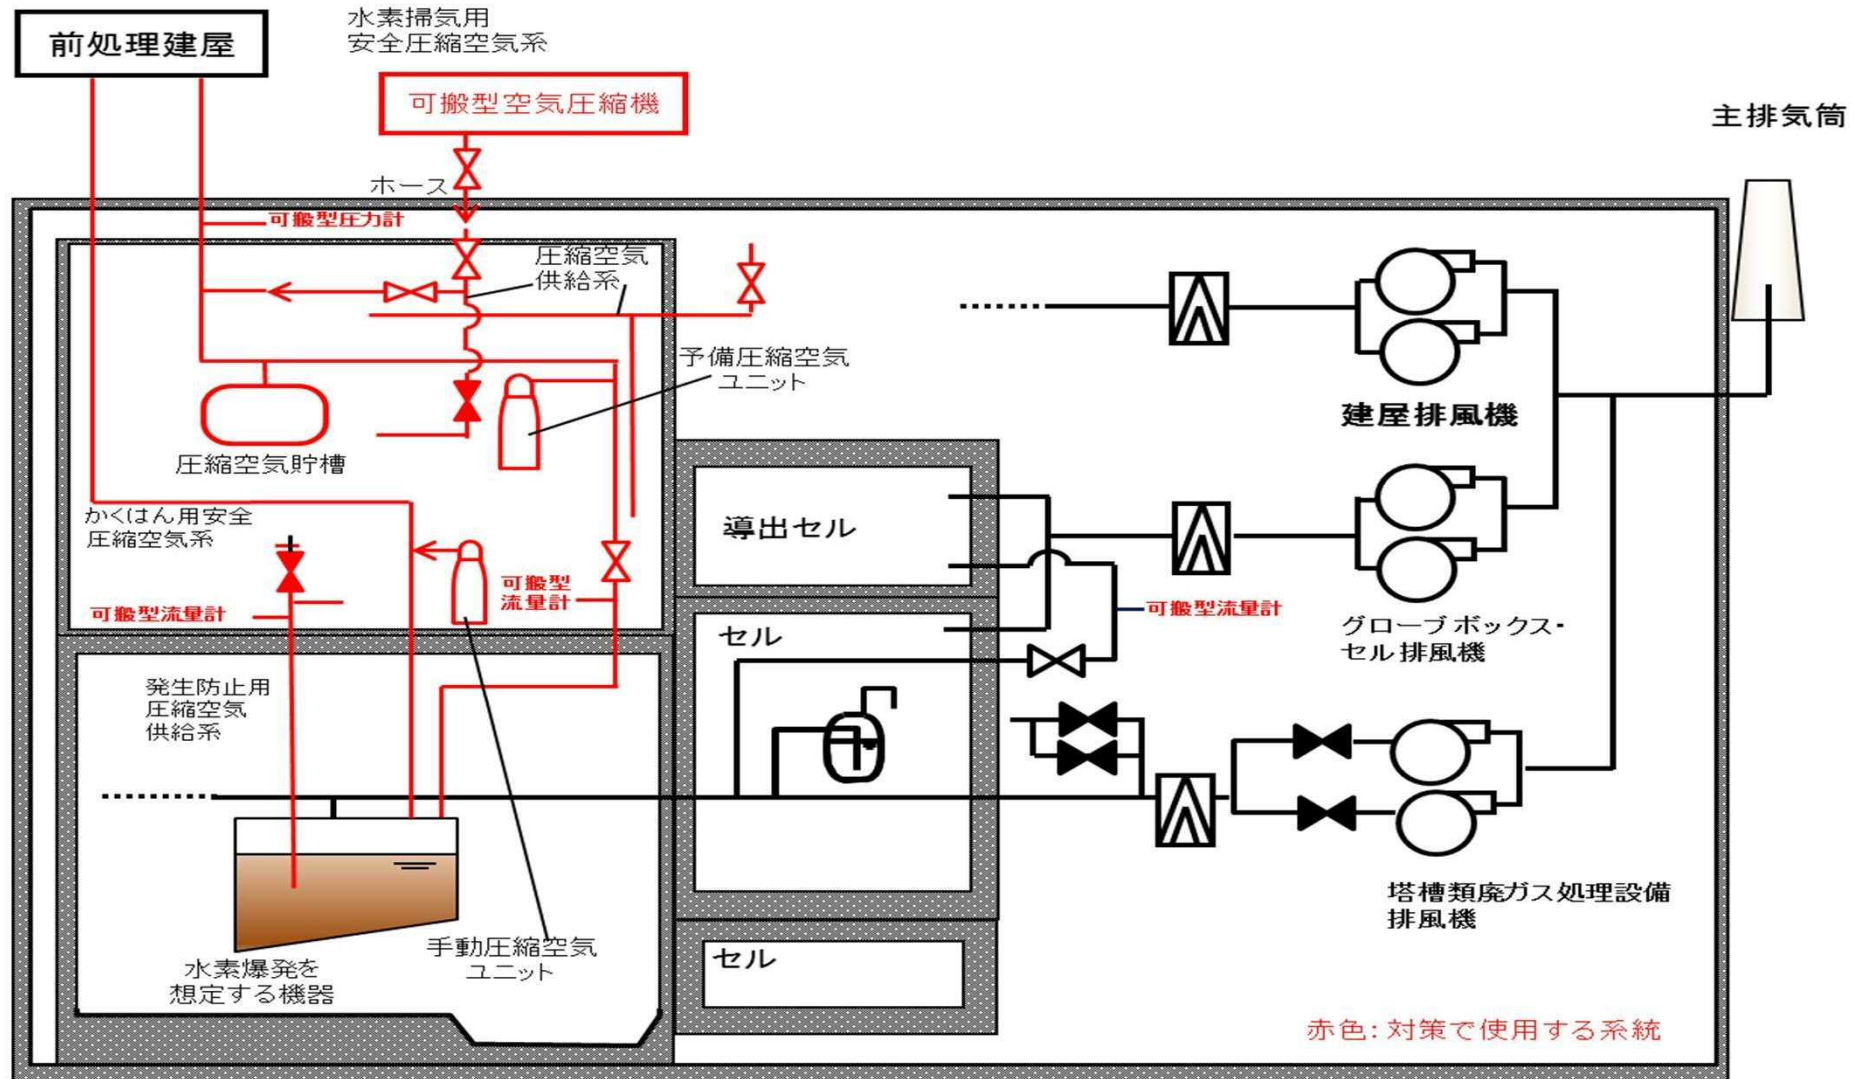 前処理建屋
水素掃気用
安全圧縮空気系
可搬型空気圧縮機
主排気筒
ホース
可搬型圧力計
圧縮空気
供給系
予備圧縮空気
ユニット
建屋排風機
圧縮空気貯槽
かくはん用安全
圧縮空気系
導出セル
可搬型
流量計
可搬型流量計
可搬型流量計
セル
グローブボックス・
セル排風機
発生防止用
圧縮空気
供給系
塔槽類廃ガス処理設備
排風機
手動圧縮空気
ユニット
セル
水素爆発を
想定する機器
赤色：対策で使用する系統